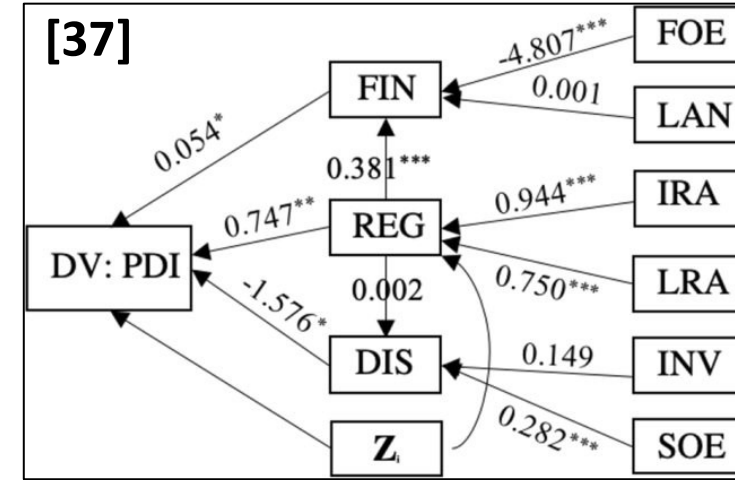 [37]
FOE
-4.807***
FIN
0.001
LAN
0.054*
0.381***
IRA
0.944***
0.747**
REG
DV: PDI
0.750***
LRA
-1.576*
0.002
0.149
INV
DIS
0.282***
SOE
Zi